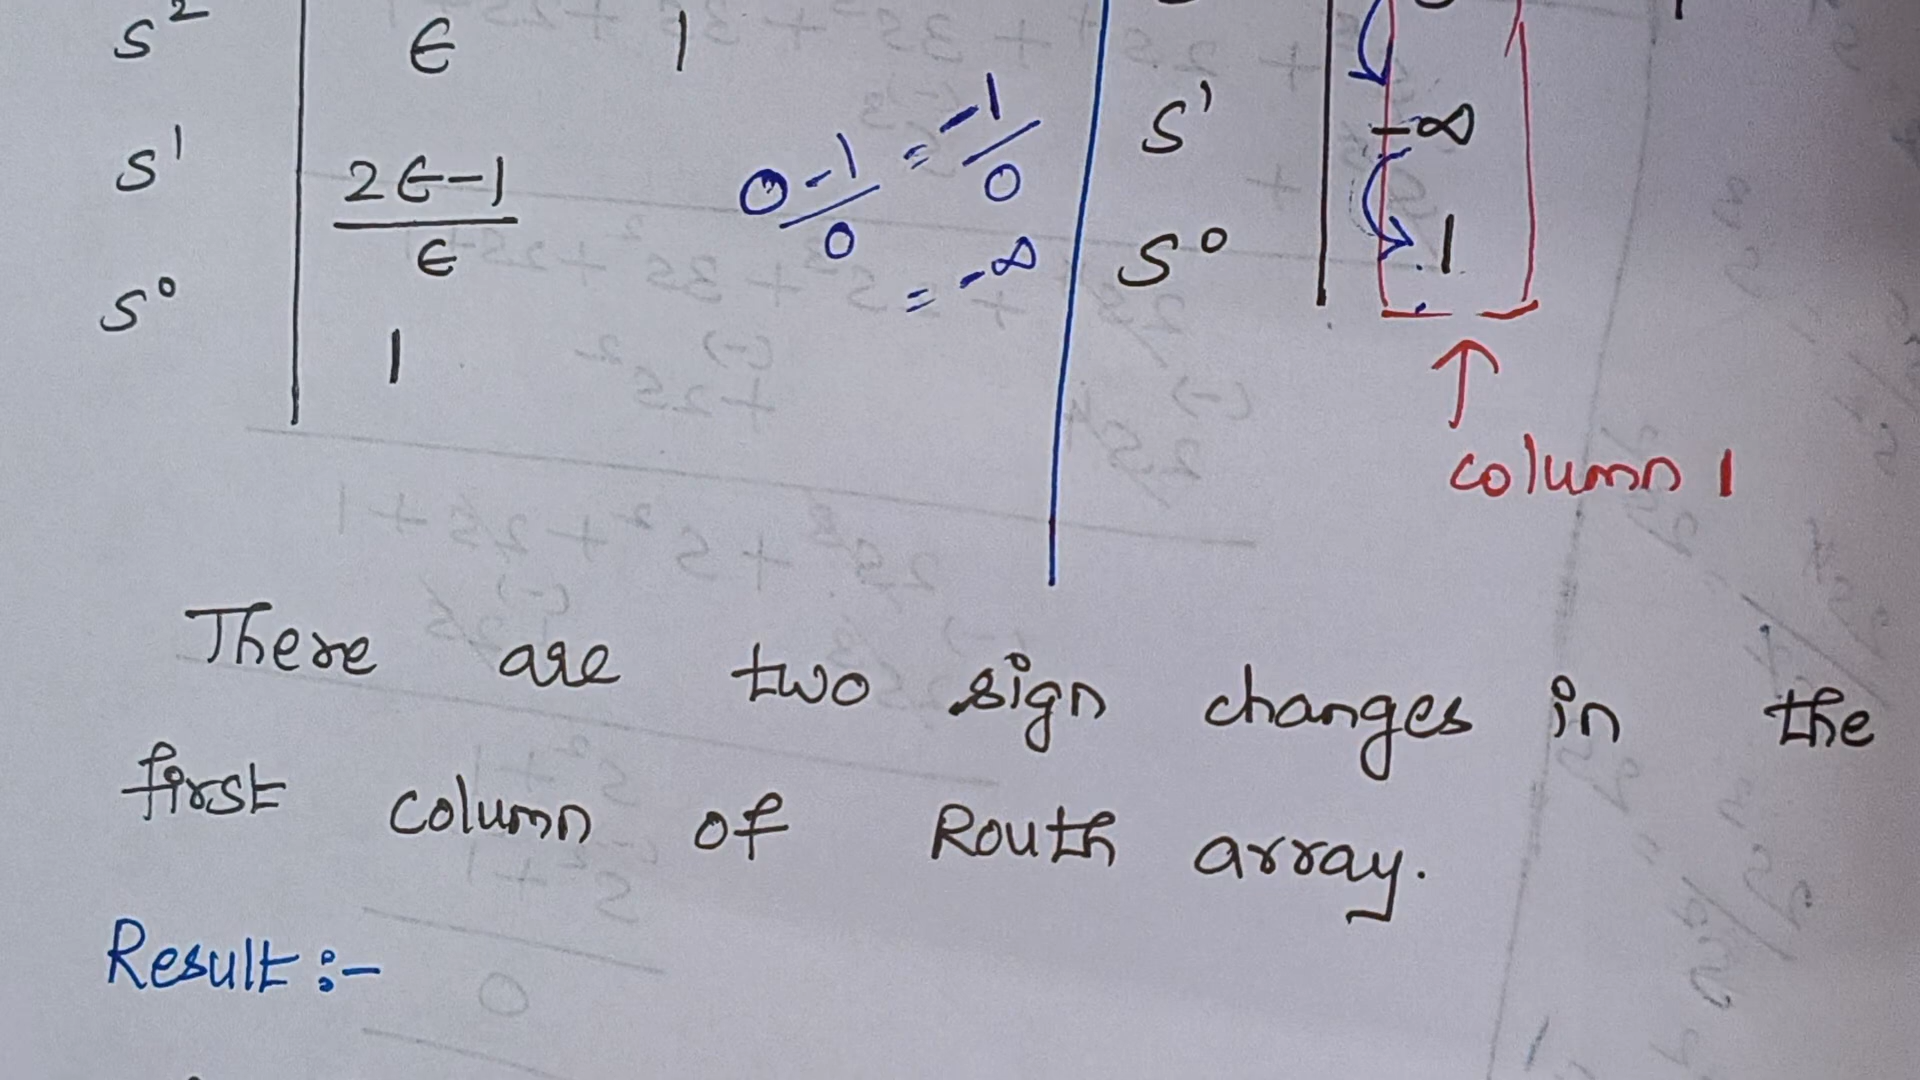 s² | ϵ 1
s¹ | (2ϵ-1)/ϵ
s⁰ | 1
(0-1)/0 = -1/0
= -∞
s¹ | -∞
s⁰ | 1
↑
column 1
There are two sign changes in the
first column of Routh array.
Result :-